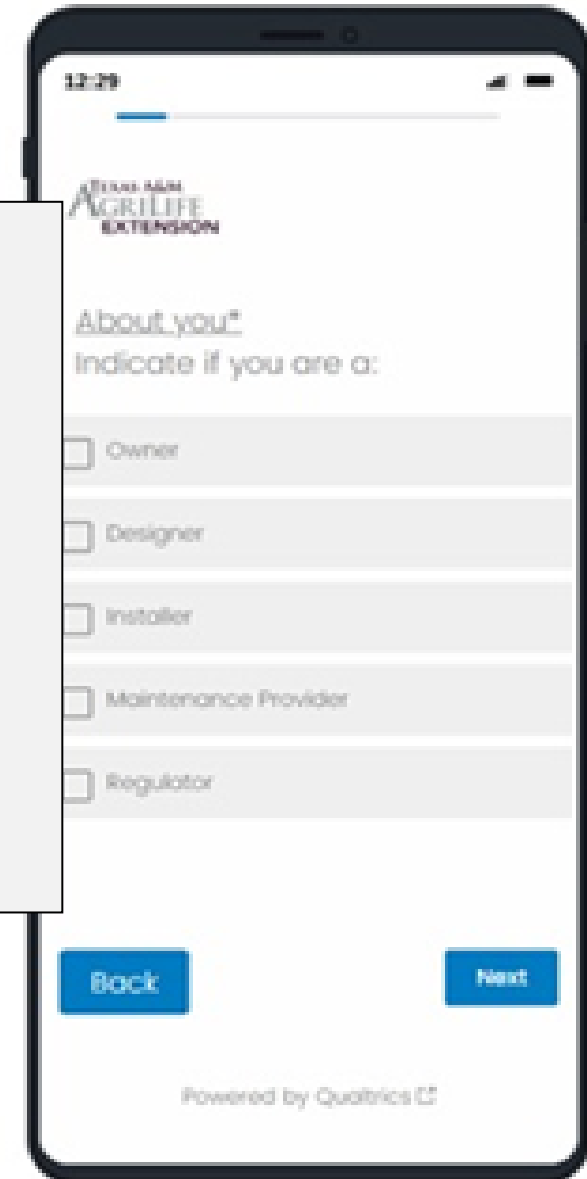 12:29
TEXAS A&M
AGRILIFE
EXTENSION
About you*
Indicate if you are a:
Owner
Designer
Installer
Maintenance Provider
Regulator
Back
Next
Powered by Qualtrics